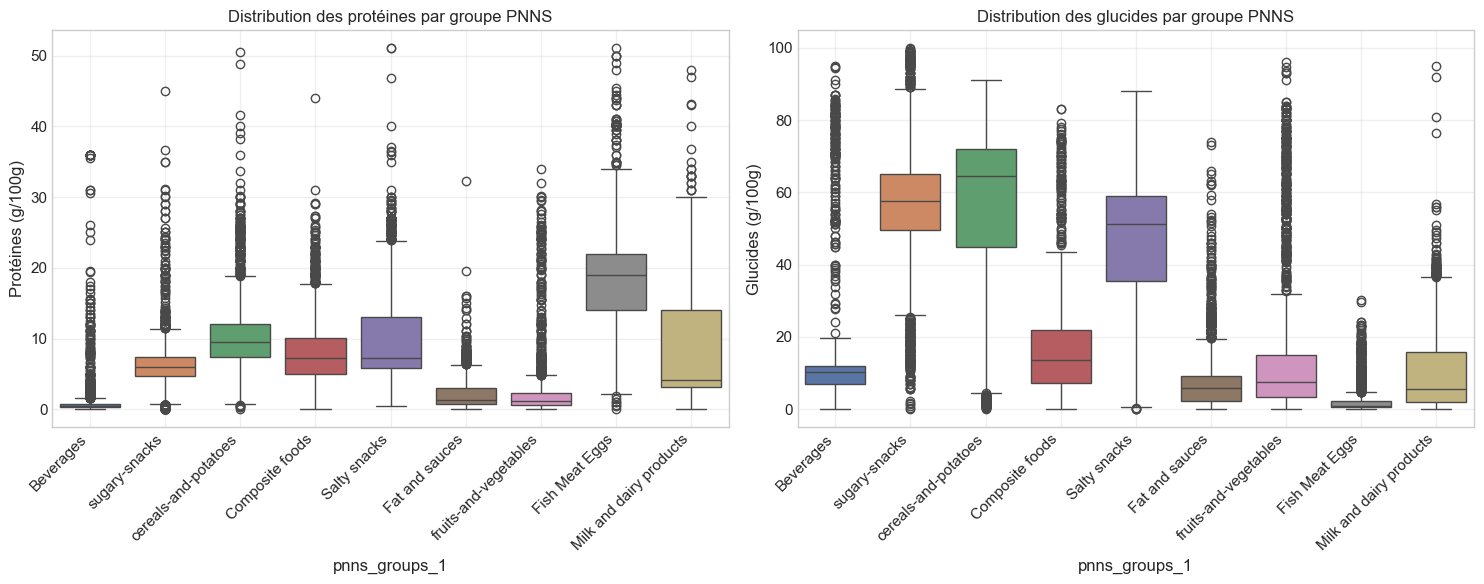 Distribution des protéines par groupe PNNS
Protéines (g/100g)
50
40
30
20
10
0
Beverages
sugary-snacks
cereals-and-potatoes
Composite foods
Salty snacks
Fat and sauces
fruits-and-vegetables
Fish Meat Eggs
Milk and dairy products
pnns_groups_1
Distribution des glucides par groupe PNNS
Glucides (g/100g)
100
80
60
40
20
0
Beverages
sugary-snacks
cereals-and-potatoes
Composite foods
Salty snacks
Fat and sauces
fruits-and-vegetables
Fish Meat Eggs
Milk and dairy products
pnns_groups_1